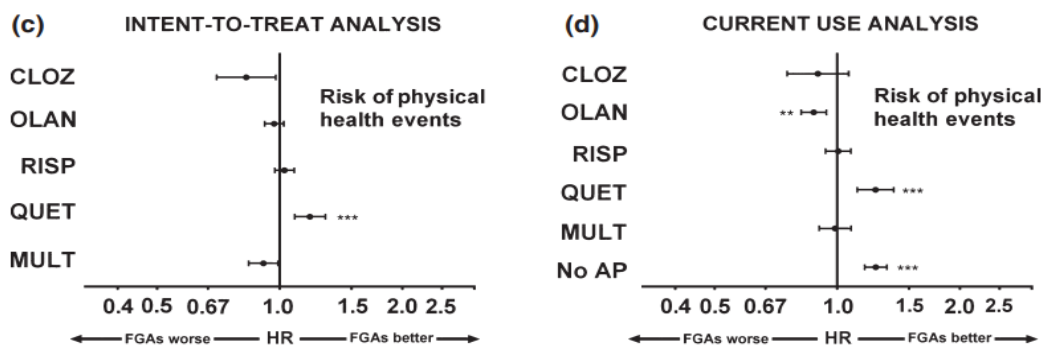 (c) INTENT-TO-TREAT ANALYSIS
CLOZ
OLAN
RISP
QUET
MULT
Risk of physical
health events
***
0.4 0.5 0.67 1.0 1.5 2.0 2.5
FGAs worse HR FGAs better
(d) CURRENT USE ANALYSIS
CLOZ
OLAN
RISP
QUET
MULT
No AP
Risk of physical
health events
**
***
***
0.4 0.5 0.67 1.0 1.5 2.0 2.5
FGAs worse HR FGAs better